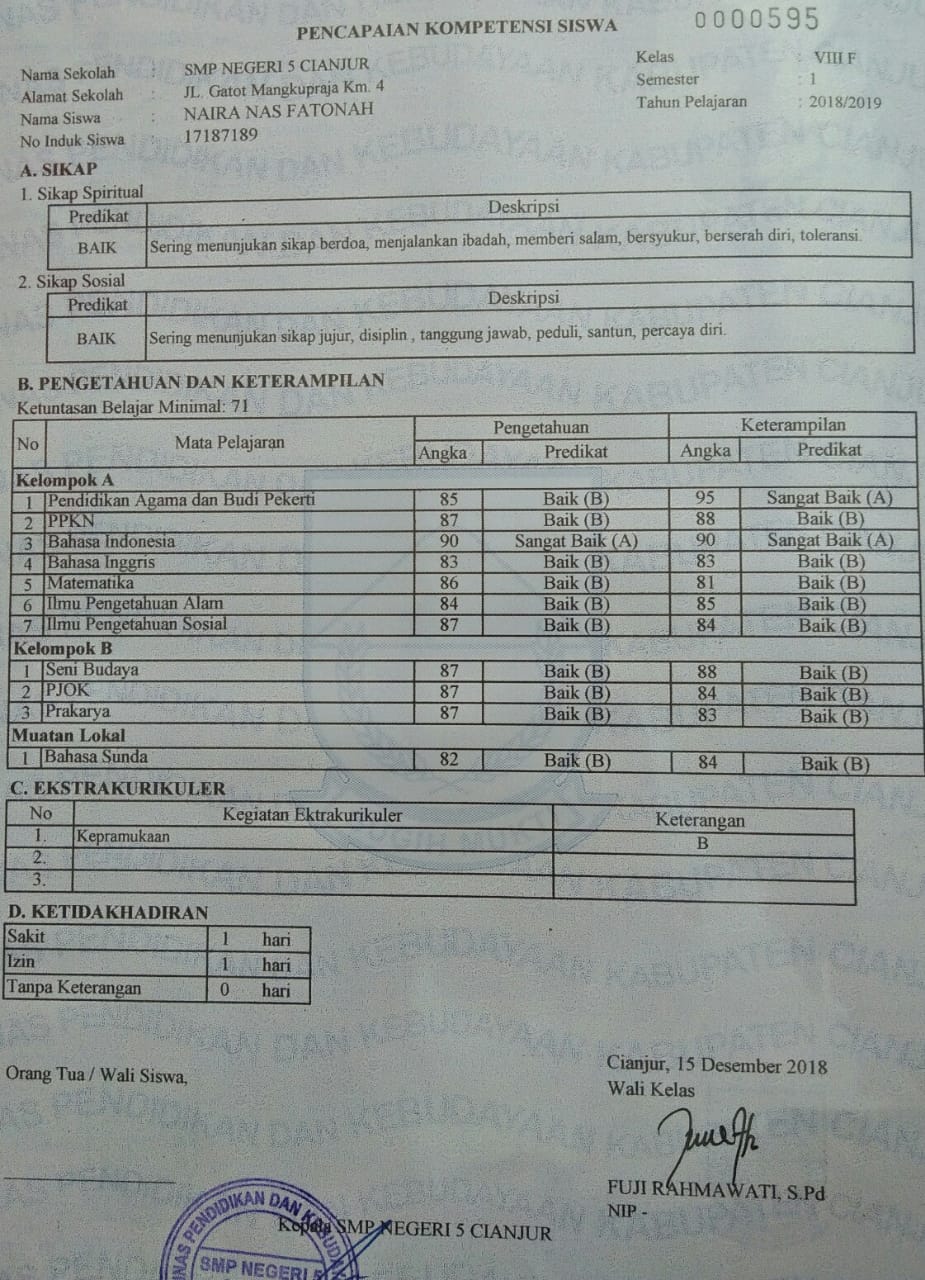 PENCAPAIAN KOMPETENSI SISWA 0000595
Nama Sekolah : SMP NEGERI 5 CIANJUR Kelas : VIII F
Alamat Sekolah : JL. Gatot Mangkupraja Km. 4 Semester : 1
Nama Siswa : NAIRA NAS FATONAH Tahun Pelajaran : 2018/2019
No Induk Siswa : 17187189
A. SIKAP
1. Sikap Spiritual
Predikat Deskripsi
BAIK Sering menunjukan sikap berdoa, menjalankan ibadah, memberi salam, bersyukur, berserah diri, toleransi.
2. Sikap Sosial
Predikat Deskripsi
BAIK Sering menunjukan sikap jujur, disiplin , tanggung jawab, peduli, santun, percaya diri.
B. PENGETAHUAN DAN KETERAMPILAN
Ketuntasan Belajar Minimal: 71
No Mata Pelajaran Pengetahuan Keterampilan
Angka Predikat Angka Predikat
Kelompok A
1 Pendidikan Agama dan Budi Pekerti 85 Baik (B) 95 Sangat Baik (A)
2 PPKN 87 Baik (B) 88 Baik (B)
3 Bahasa Indonesia 90 Sangat Baik (A) 90 Sangat Baik (A)
4 Bahasa Inggris 83 Baik (B) 83 Baik (B)
5 Matematika 86 Baik (B) 81 Baik (B)
6 Ilmu Pengetahuan Alam 84 Baik (B) 85 Baik (B)
7 Ilmu Pengetahuan Sosial 87 Baik (B) 84 Baik (B)
Kelompok B
1 Seni Budaya 87 Baik (B) 88 Baik (B)
2 PJOK 87 Baik (B) 84 Baik (B)
3 Prakarya 87 Baik (B) 83 Baik (B)
Muatan Lokal
1 Bahasa Sunda 82 Baik (B) 84 Baik (B)
C. EKSTRAKURIKULER
No Kegiatan Ektrakurikuler Keterangan
1. Kepramukaan B
2.
3.
D. KETIDAKHADIRAN
Sakit 1 hari
Izin 1 hari
Tanpa Keterangan 0 hari
Cianjur, 15 Desember 2018
Orang Tua / Wali Siswa, Wali Kelas
FUJI RAHMAWATI, S.Pd
NIP -
Kepala SMP NEGERI 5 CIANJUR
PENDIDIKAN DAN
SMP NEGERI 5